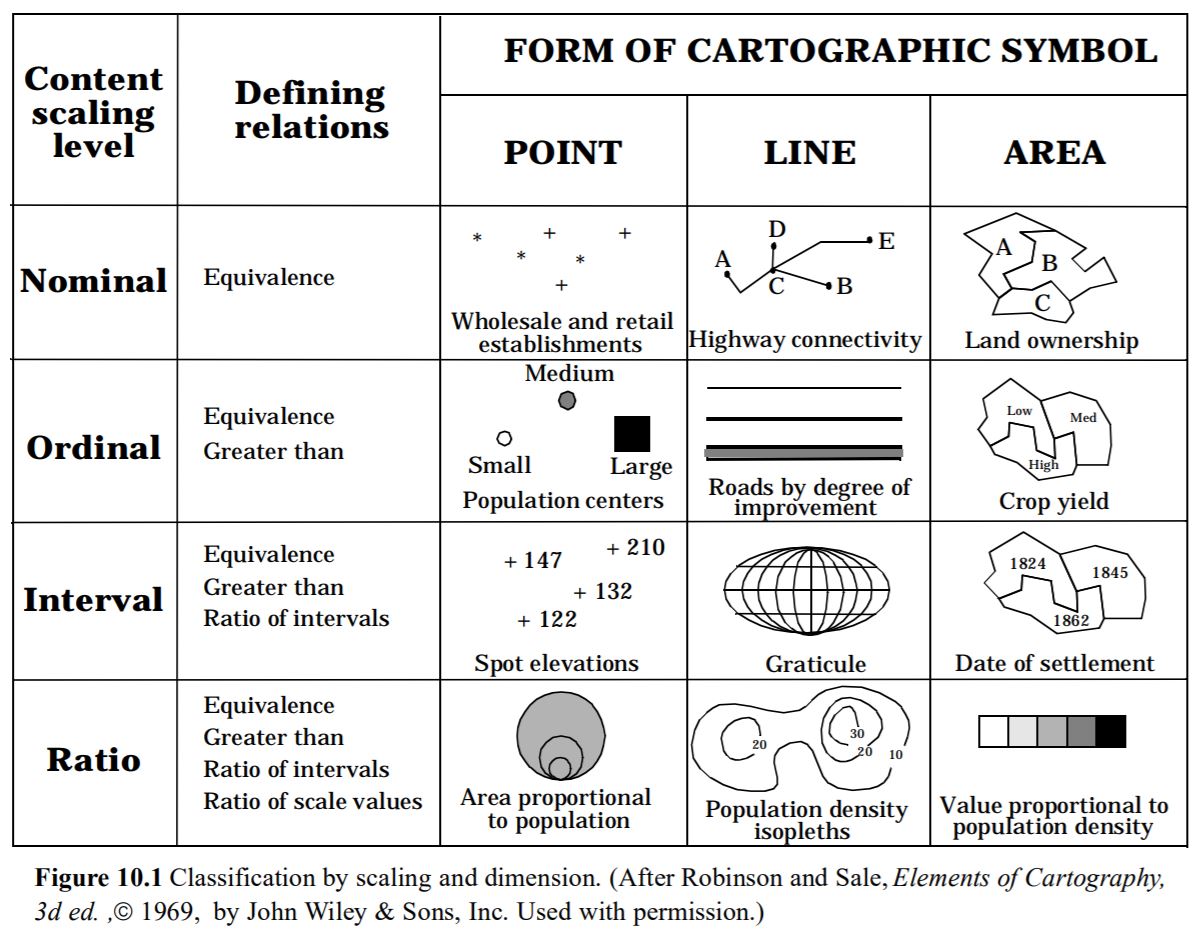 FORM OF CARTOGRAPHIC SYMBOL
Content
scaling
level
Defining
relations
POINT
LINE
AREA
Nominal
Equivalence
* + +
* *
+
Wholesale and retail
establishments
D
A
E
C
B
Highway connectivity
A
B
C
Land ownership
Ordinal
Equivalence
Greater than
Medium
Small
Large
Population centers
Roads by degree of
improvement
Low
Med
High
Crop yield
Interval
Equivalence
Greater than
Ratio of intervals
+ 147
+ 210
+ 132
+ 122
Spot elevations
Graticule
1824
1845
1862
Date of settlement
Ratio
Equivalence
Greater than
Ratio of intervals
Ratio of scale values
Area proportional
to population
20
30
20
10
Population density
isopleths
Value proportional to
population density
Figure 10.1 Classification by scaling and dimension. (After Robinson and Sale, Elements of Cartography,
3d ed. ,© 1969, by John Wiley & Sons, Inc. Used with permission.)